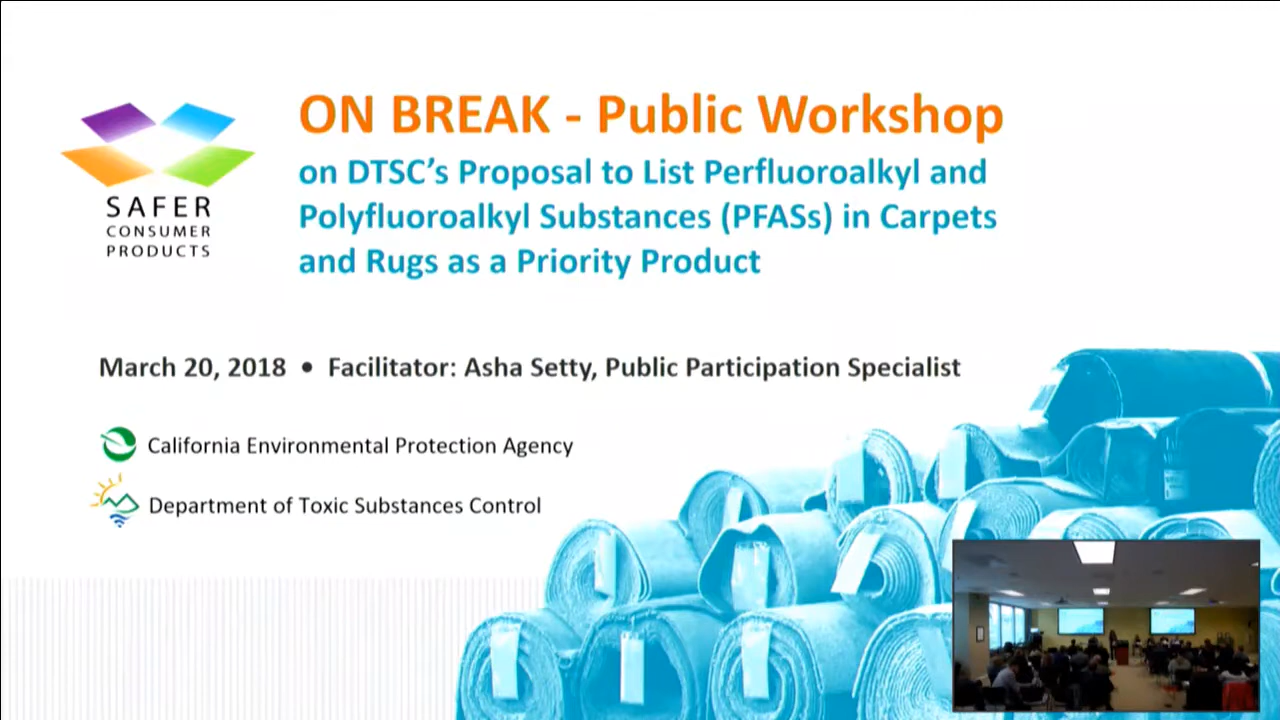 ON BREAK - Public Workshop
on DTSC’s Proposal to List Perfluoroalkyl and
Polyfluoroalkyl Substances (PFASs) in Carpets
and Rugs as a Priority Product
SAFER
CONSUMER
PRODUCTS
March 20, 2018 • Facilitator: Asha Setty, Public Participation Specialist
California Environmental Protection Agency
Department of Toxic Substances Control